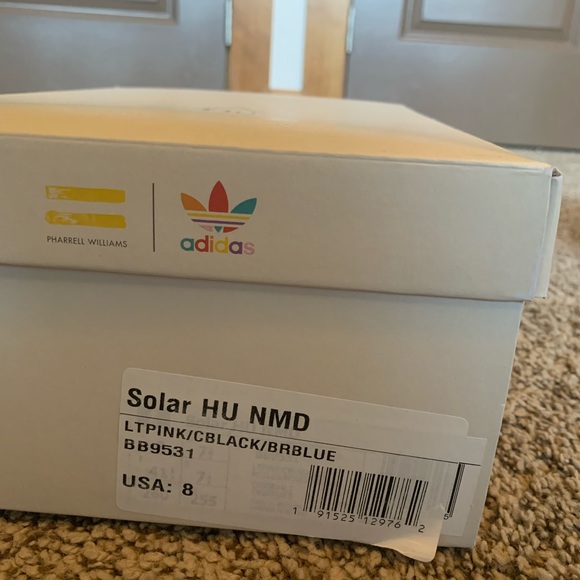 PHARRELL WILLIAMS
adidas
Solar HU NMD
LTPINK/CBLACK/BRBLUE
BB9531
USA: 8
1 91525 12976 2